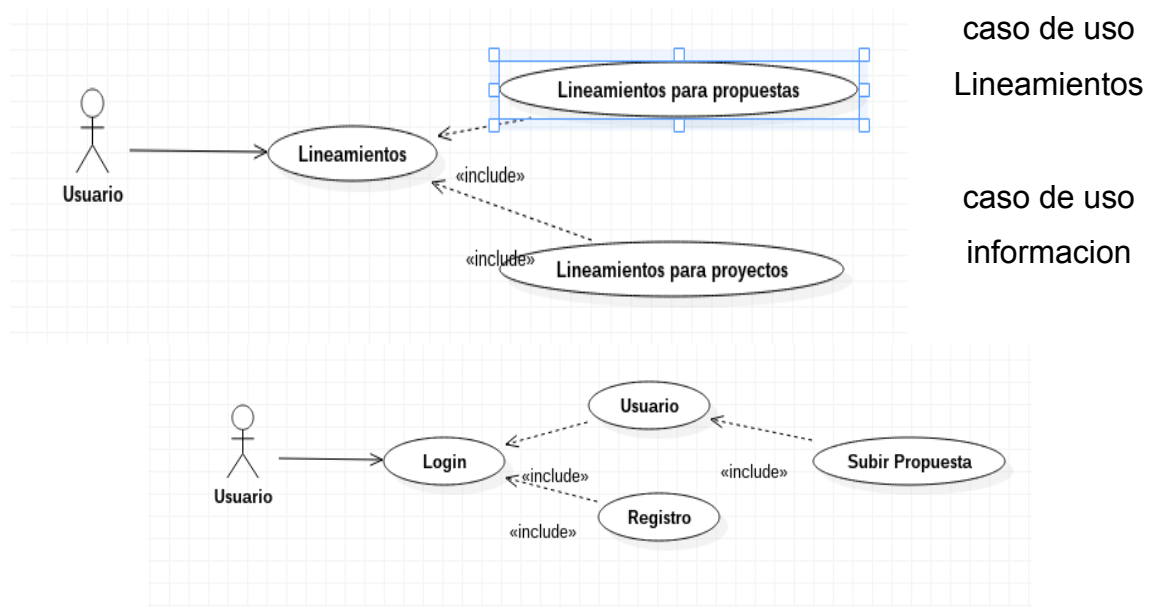 caso de uso
Lineamientos
caso de uso
informacion
Lineamientos para propuestas
Lineamientos
Usuario
«include»
«include»
Lineamientos para proyectos
Usuario
Login
Subir Propuesta
Usuario
«include»
«include»
Registro
«include»